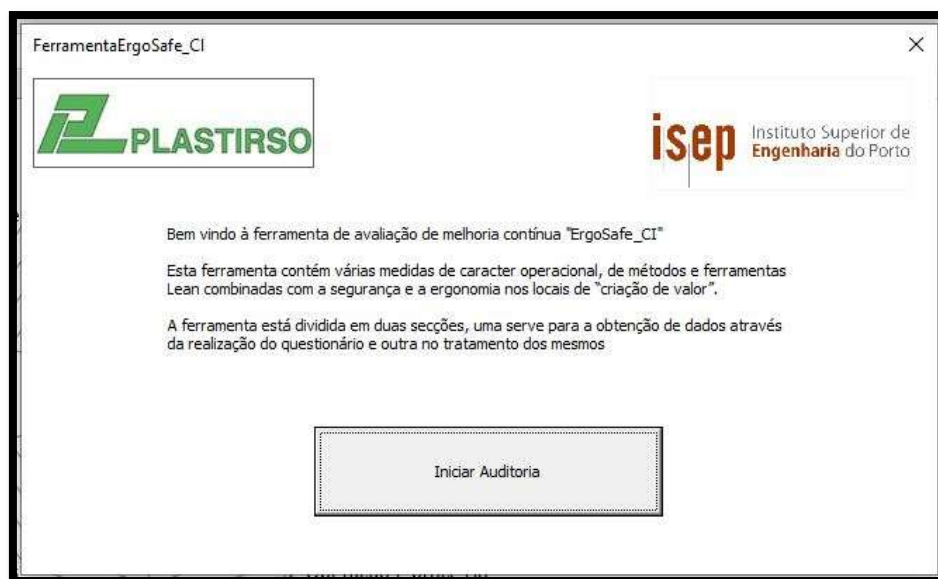 FerramentaErgoSafe_CI
PLASTIRSO
isep
Instituto Superior de
Engenharia do Porto
Bem vindo à ferramenta de avaliação de melhoria contínua "ErgoSafe_CI"
Esta ferramenta contém várias medidas de caracter operacional, de métodos e ferramentas
Lean combinadas com a segurança e a ergonomia nos locais de “criação de valor”.
A ferramenta está dividida em duas secções, uma serve para a obtenção de dados através
da realização do questionário e outra no tratamento dos mesmos
Iniciar Auditoria